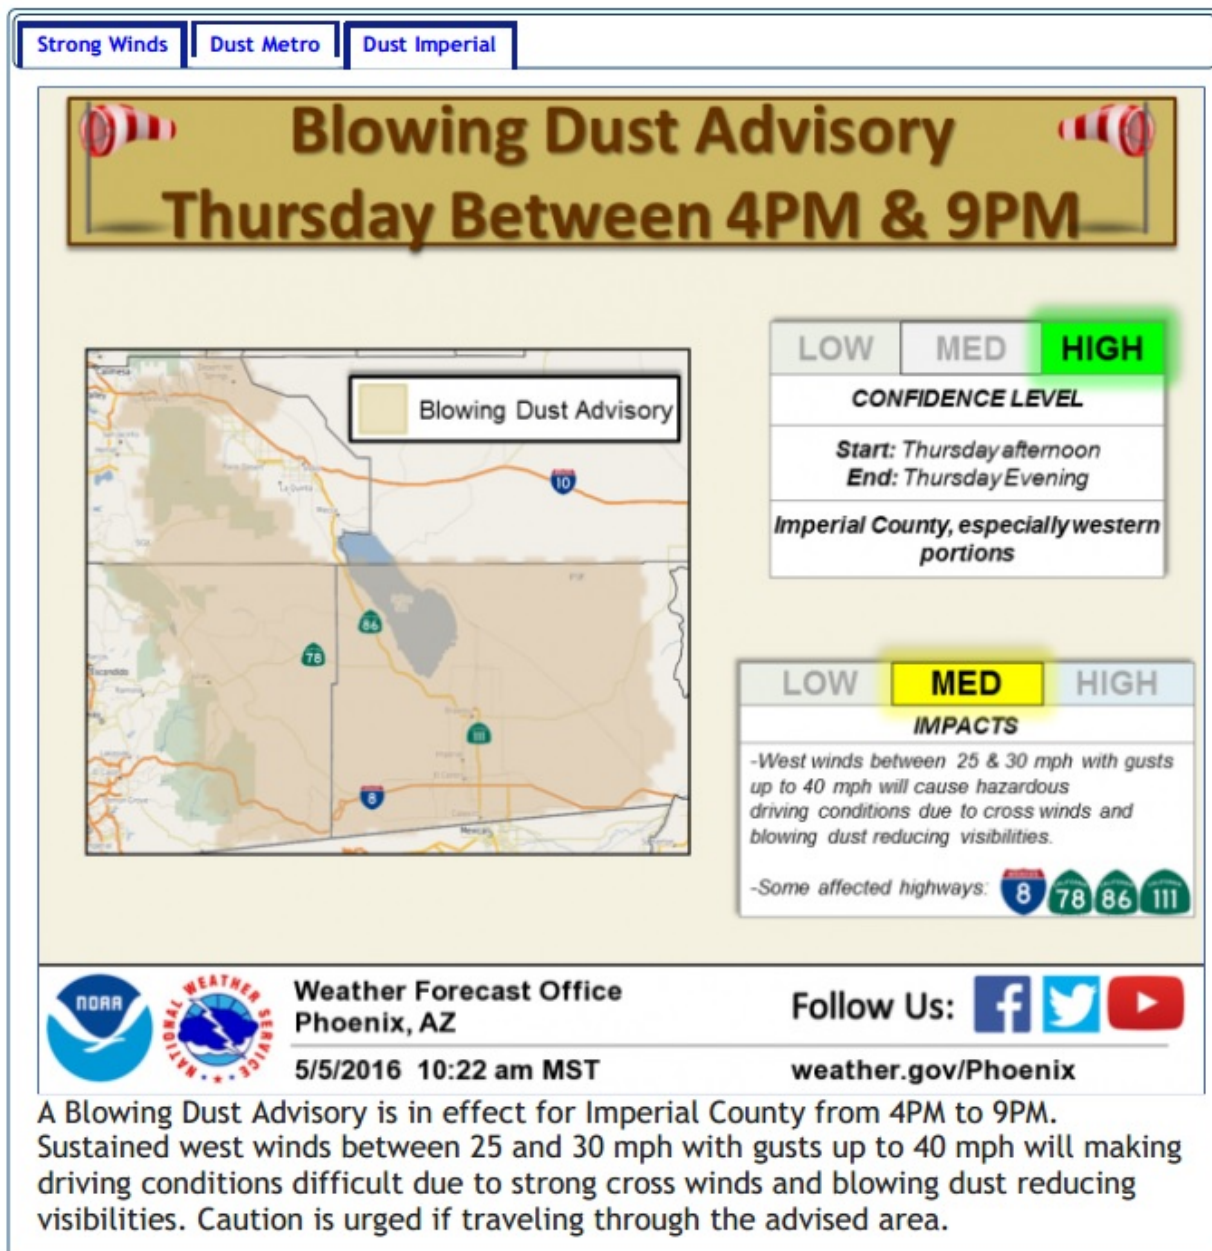 Strong Winds
Dust Metro
Dust Imperial
Blowing Dust Advisory
Thursday Between 4PM & 9PM
Blowing Dust Advisory
10
86
78
111
8
La Quinta
Mecca
Escondido
Mexicali
LOW MED HIGH
CONFIDENCE LEVEL
Start: Thursday afternoon
End: Thursday Evening
Imperial County, especially western
portions
LOW MED HIGH
IMPACTS
-West winds between 25 & 30 mph with gusts
up to 40 mph will cause hazardous
driving conditions due to cross winds and
blowing dust reducing visibilities.
-Some affected highways: 8 78 86 111
NOAA
NATIONAL WEATHER SERVICE
Weather Forecast Office
Phoenix, AZ
5/5/2016 10:22 am MST
Follow Us:
weather.gov/Phoenix
A Blowing Dust Advisory is in effect for Imperial County from 4PM to 9PM.
Sustained west winds between 25 and 30 mph with gusts up to 40 mph will making
driving conditions difficult due to strong cross winds and blowing dust reducing
visibilities. Caution is urged if traveling through the advised area.